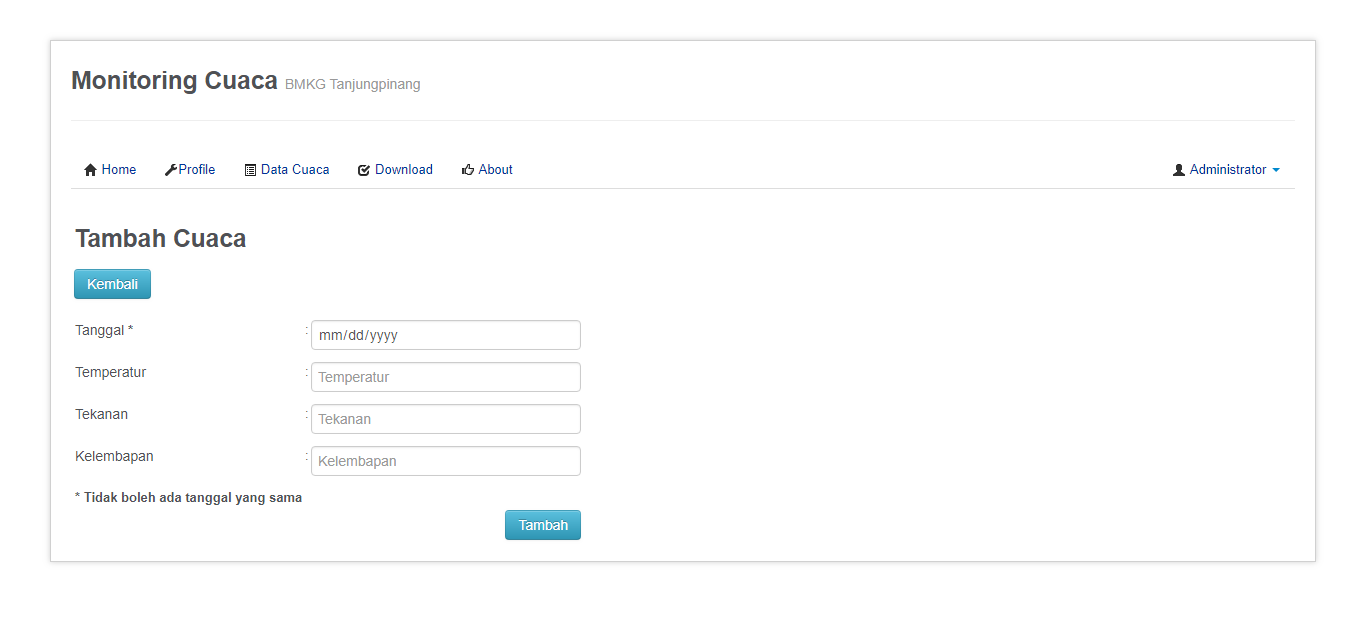 Monitoring Cuaca BMKG Tanjungpinang
Home Profile Data Cuaca Download About Administrator
Tambah Cuaca
Kembali
Tanggal * : mm/dd/yyyy
Temperatur : Temperatur
Tekanan : Tekanan
Kelembapan : Kelembapan
* Tidak boleh ada tanggal yang sama
Tambah